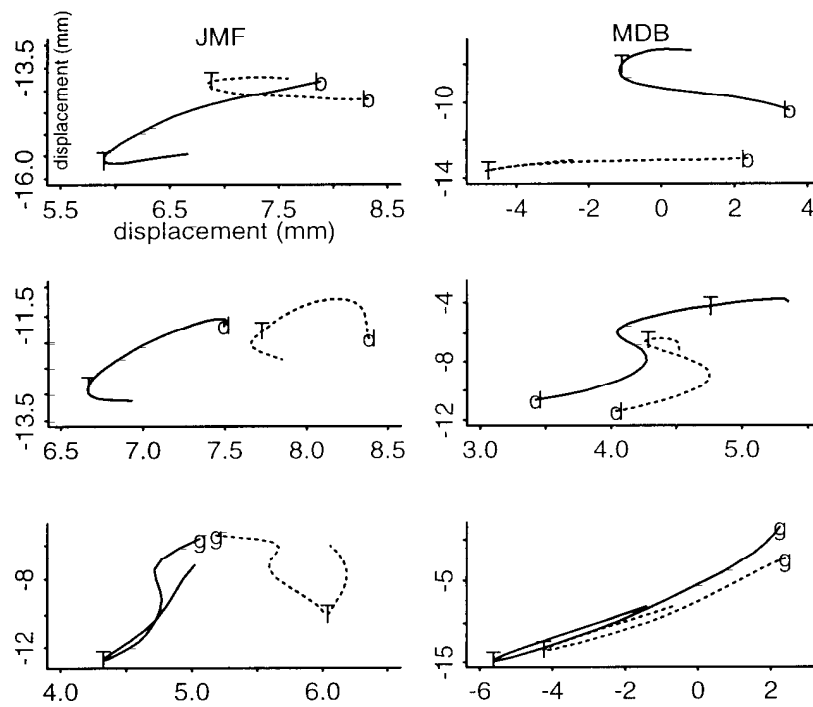 JMF
MDB
displacement (mm)
-13.5
-16.0
T
b
b
5.5
6.5
7.5
8.5
displacement (mm)
T
-10
-14
T
b
b
-4
-2
0
2
4
-11.5
-13.5
T
d
T
d
6.5
7.0
7.5
8.0
8.5
-4
-8
-12
T
T
d
d
3.0
4.0
5.0
-8
-12
T
g
g
T
4.0
5.0
6.0
-5
-15
T
T
g
g
-6
-4
-2
0
2